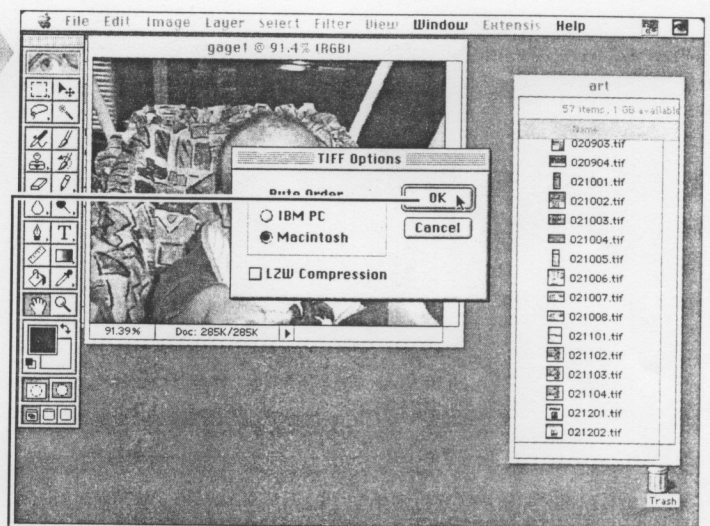 File Edit Image Layer Select Filter View Window Extensis Help
gage1 @ 91.4% (RGB)
art
57 items, 1 GB available
Name
020903.tif
020904.tif
021001.tif
021002.tif
021003.tif
021004.tif
021005.tif
021006.tif
021007.tif
021008.tif
021101.tif
021102.tif
021103.tif
021104.tif
021201.tif
021202.tif
TIFF Options
Byte Order
IBM PC
Macintosh
LZW Compression
OK
Cancel
T
91.39% Doc: 285K/285K
Trash